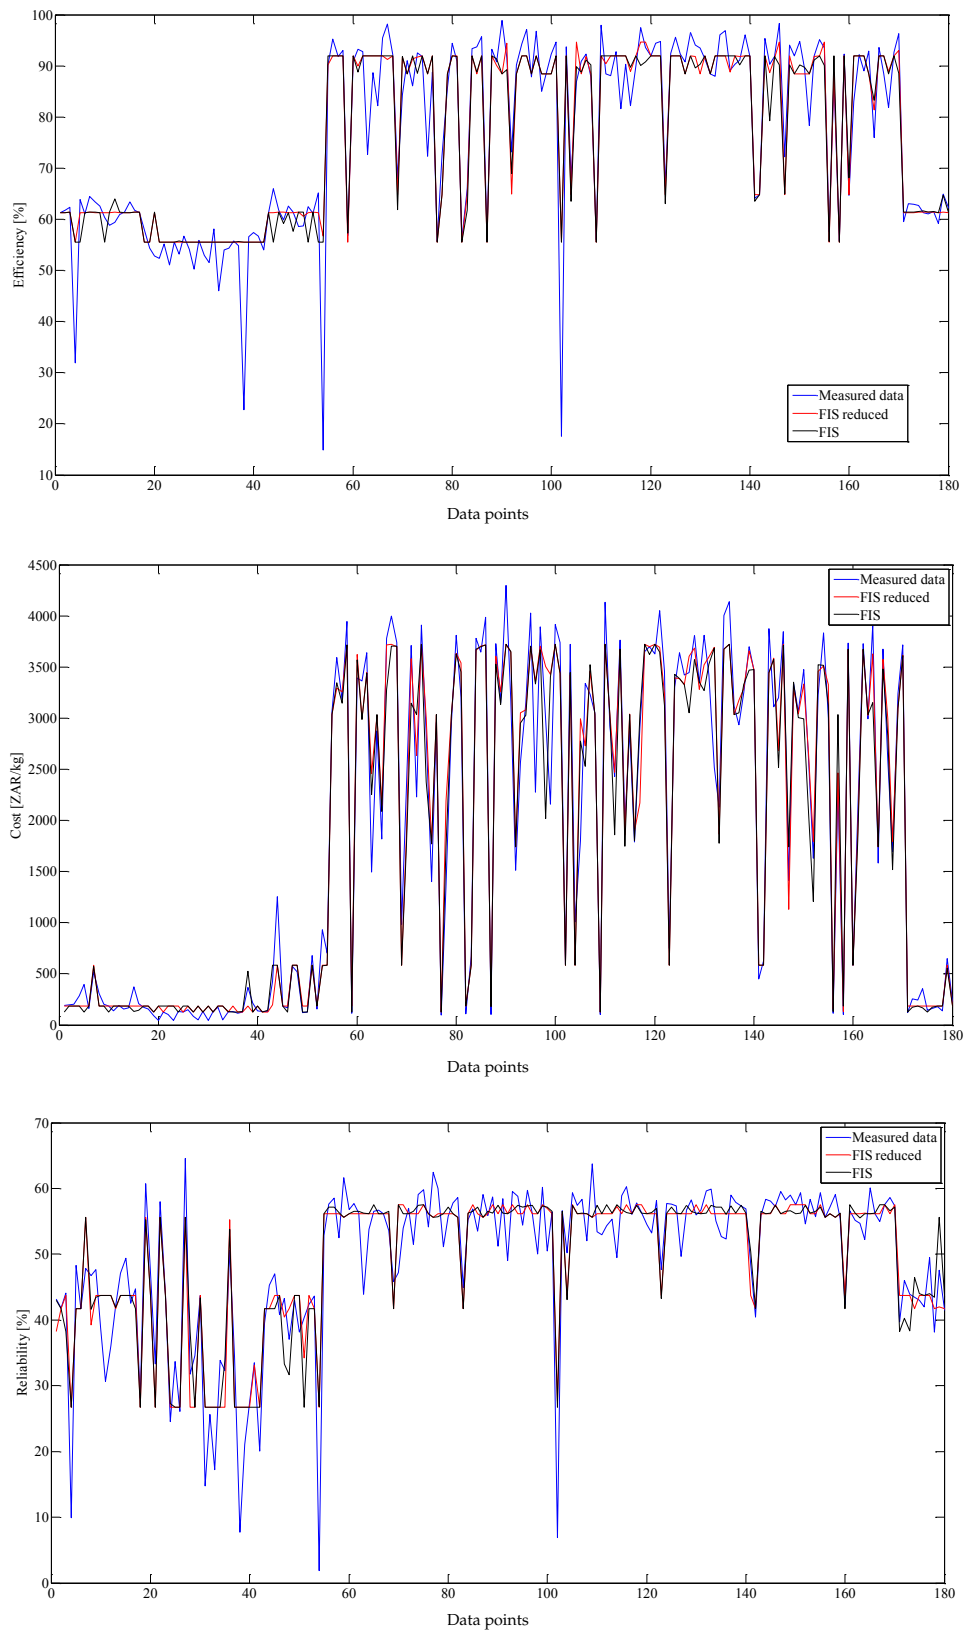 100
90
80
70
60
50
40
30
20
10
Efficiency [%]
Measured data
FIS reduced
FIS
0 20 40 60 80 100 120 140 160 180
Data points
4500
4000
3500
3000
2500
2000
1500
1000
500
0
Cost [ZAR/kg]
Measured data
FIS reduced
FIS
0 20 40 60 80 100 120 140 160 180
Data points
70
60
50
40
30
20
10
0
Reliability [%]
Measured data
FIS reduced
FIS
0 20 40 60 80 100 120 140 160 180
Data points